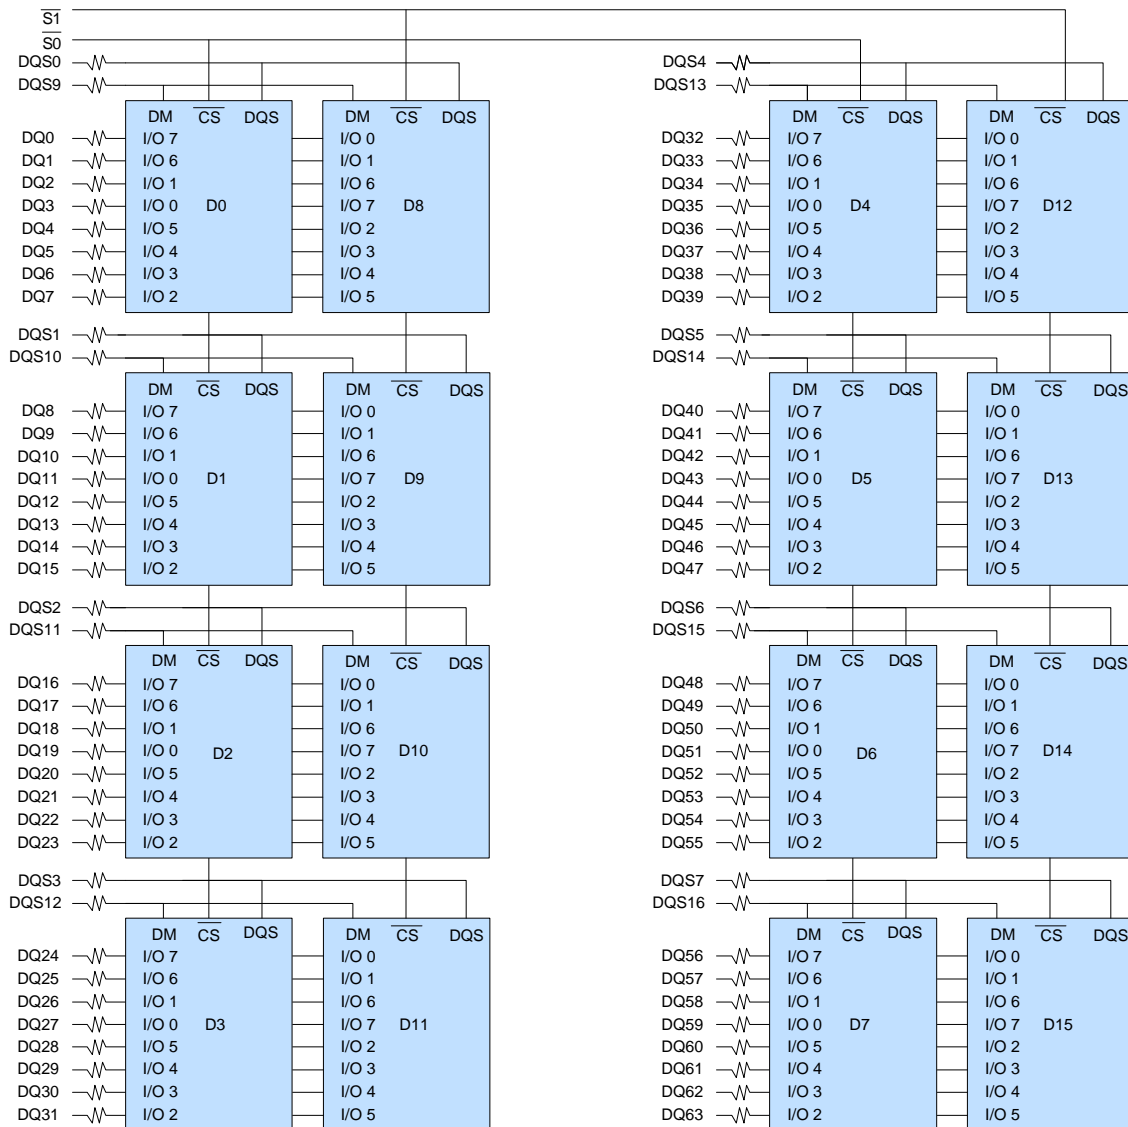 S1
S0
DQS0
DQS9
DM CS DQS
DQ0 I/O 7 I/O 0
DQ1 I/O 6 I/O 1
DQ2 I/O 1 I/O 6
DQ3 I/O 0 D0 I/O 7 D8
DQ4 I/O 5 I/O 2
DQ5 I/O 4 I/O 3
DQ6 I/O 3 I/O 4
DQ7 I/O 2 I/O 5
DM CS DQS
DQS1
DQS10
DM CS DQS DM CS DQS
DQ8 I/O 7 I/O 0
DQ9 I/O 6 I/O 1
DQ10 I/O 1 I/O 6
DQ11 I/O 0 D1 I/O 7 D9
DQ12 I/O 5 I/O 2
DQ13 I/O 4 I/O 3
DQ14 I/O 3 I/O 4
DQ15 I/O 2 I/O 5
DQS2
DQS11
DM CS DQS DM CS DQS
DQ16 I/O 7 I/O 0
DQ17 I/O 6 I/O 1
DQ18 I/O 1 I/O 6
DQ19 I/O 0 D2 I/O 7 D10
DQ20 I/O 5 I/O 2
DQ21 I/O 4 I/O 3
DQ22 I/O 3 I/O 4
DQ23 I/O 2 I/O 5
DQS3
DQS12
DM CS DQS DM CS DQS
DQ24 I/O 7 I/O 0
DQ25 I/O 6 I/O 1
DQ26 I/O 1 I/O 6
DQ27 I/O 0 D3 I/O 7 D11
DQ28 I/O 5 I/O 2
DQ29 I/O 4 I/O 3
DQ30 I/O 3 I/O 4
DQ31 I/O 2 I/O 5
DQS4
DQS13
DM CS DQS DM CS DQS
DQ32 I/O 7 I/O 0
DQ33 I/O 6 I/O 1
DQ34 I/O 1 I/O 6
DQ35 I/O 0 D4 I/O 7 D12
DQ36 I/O 5 I/O 2
DQ37 I/O 4 I/O 3
DQ38 I/O 3 I/O 4
DQ39 I/O 2 I/O 5
DQS5
DQS14
DM CS DQS DM CS DQS
DQ40 I/O 7 I/O 0
DQ41 I/O 6 I/O 1
DQ42 I/O 1 I/O 6
DQ43 I/O 0 D5 I/O 7 D13
DQ44 I/O 5 I/O 2
DQ45 I/O 4 I/O 3
DQ46 I/O 3 I/O 4
DQ47 I/O 2 I/O 5
DQS6
DQS15
DM CS DQS DM CS DQS
DQ48 I/O 7 I/O 0
DQ49 I/O 6 I/O 1
DQ50 I/O 1 I/O 6
DQ51 I/O 0 D6 I/O 7 D14
DQ52 I/O 5 I/O 2
DQ53 I/O 4 I/O 3
DQ54 I/O 3 I/O 4
DQ55 I/O 2 I/O 5
DQS7
DQS16
DM CS DQS DM CS DQS
DQ56 I/O 7 I/O 0
DQ57 I/O 6 I/O 1
DQ58 I/O 1 I/O 6
DQ59 I/O 0 D7 I/O 7 D15
DQ60 I/O 5 I/O 2
DQ61 I/O 4 I/O 3
DQ62 I/O 3 I/O 4
DQ63 I/O 2 I/O 5